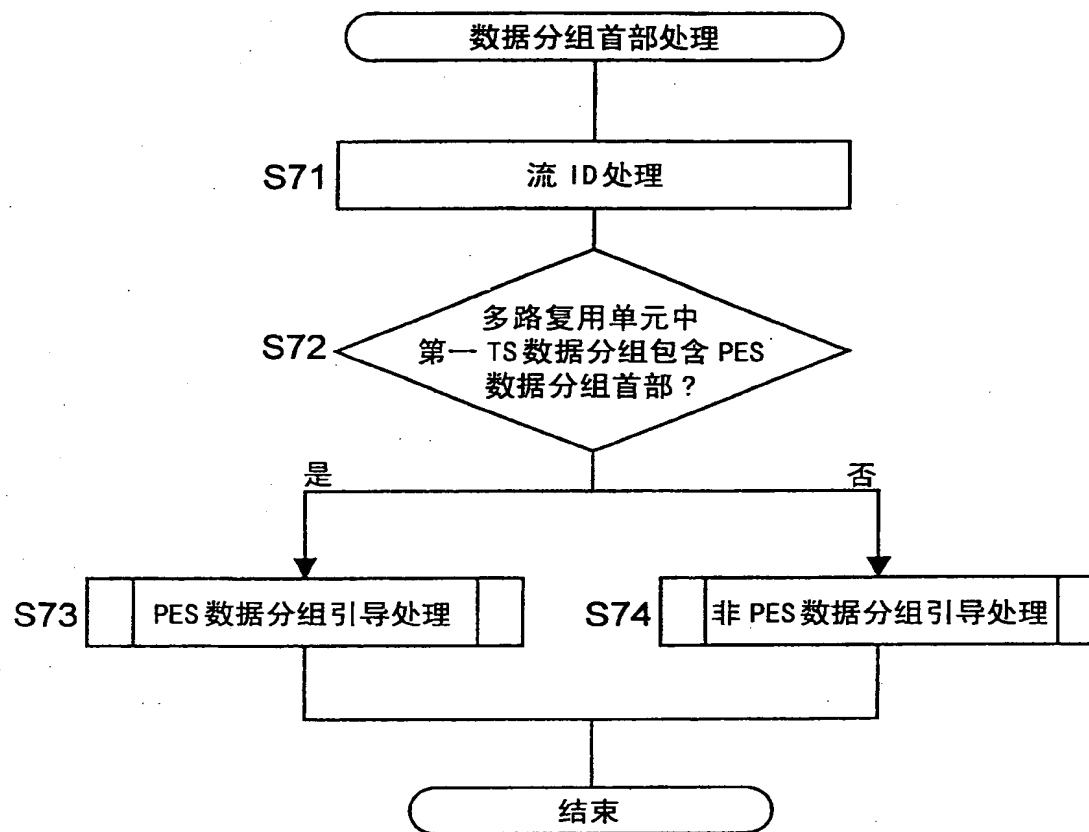 数据分组首部处理
S71
流 ID处理
S72
多路复用单元中
第一 TS数据分组包含 PES
数据分组首部?
是
否
S73
PES数据分组引导处理
S74
非 PES数据分组引导处理
结束